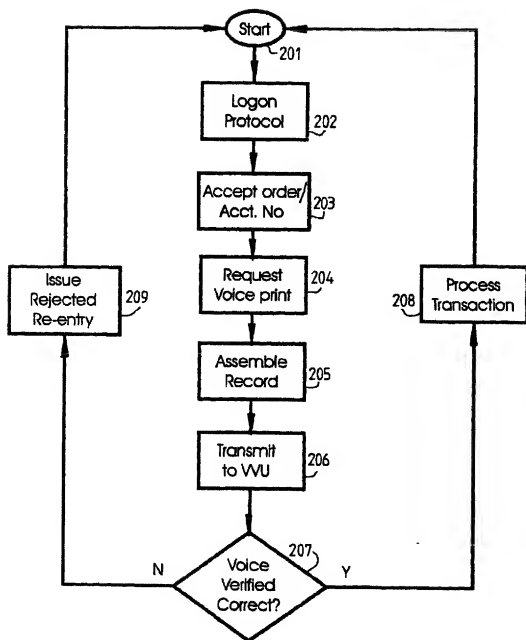 Start
201
Logon
Protocol
202
Accept order/
Acct. No
203
Request
Voice print
204
Assemble
Record
205
Transmit
to VVU
206
207
Voice
Verified
Correct?
N
Y
Issue
Rejected
Re-entry
209
Process
Transaction
208